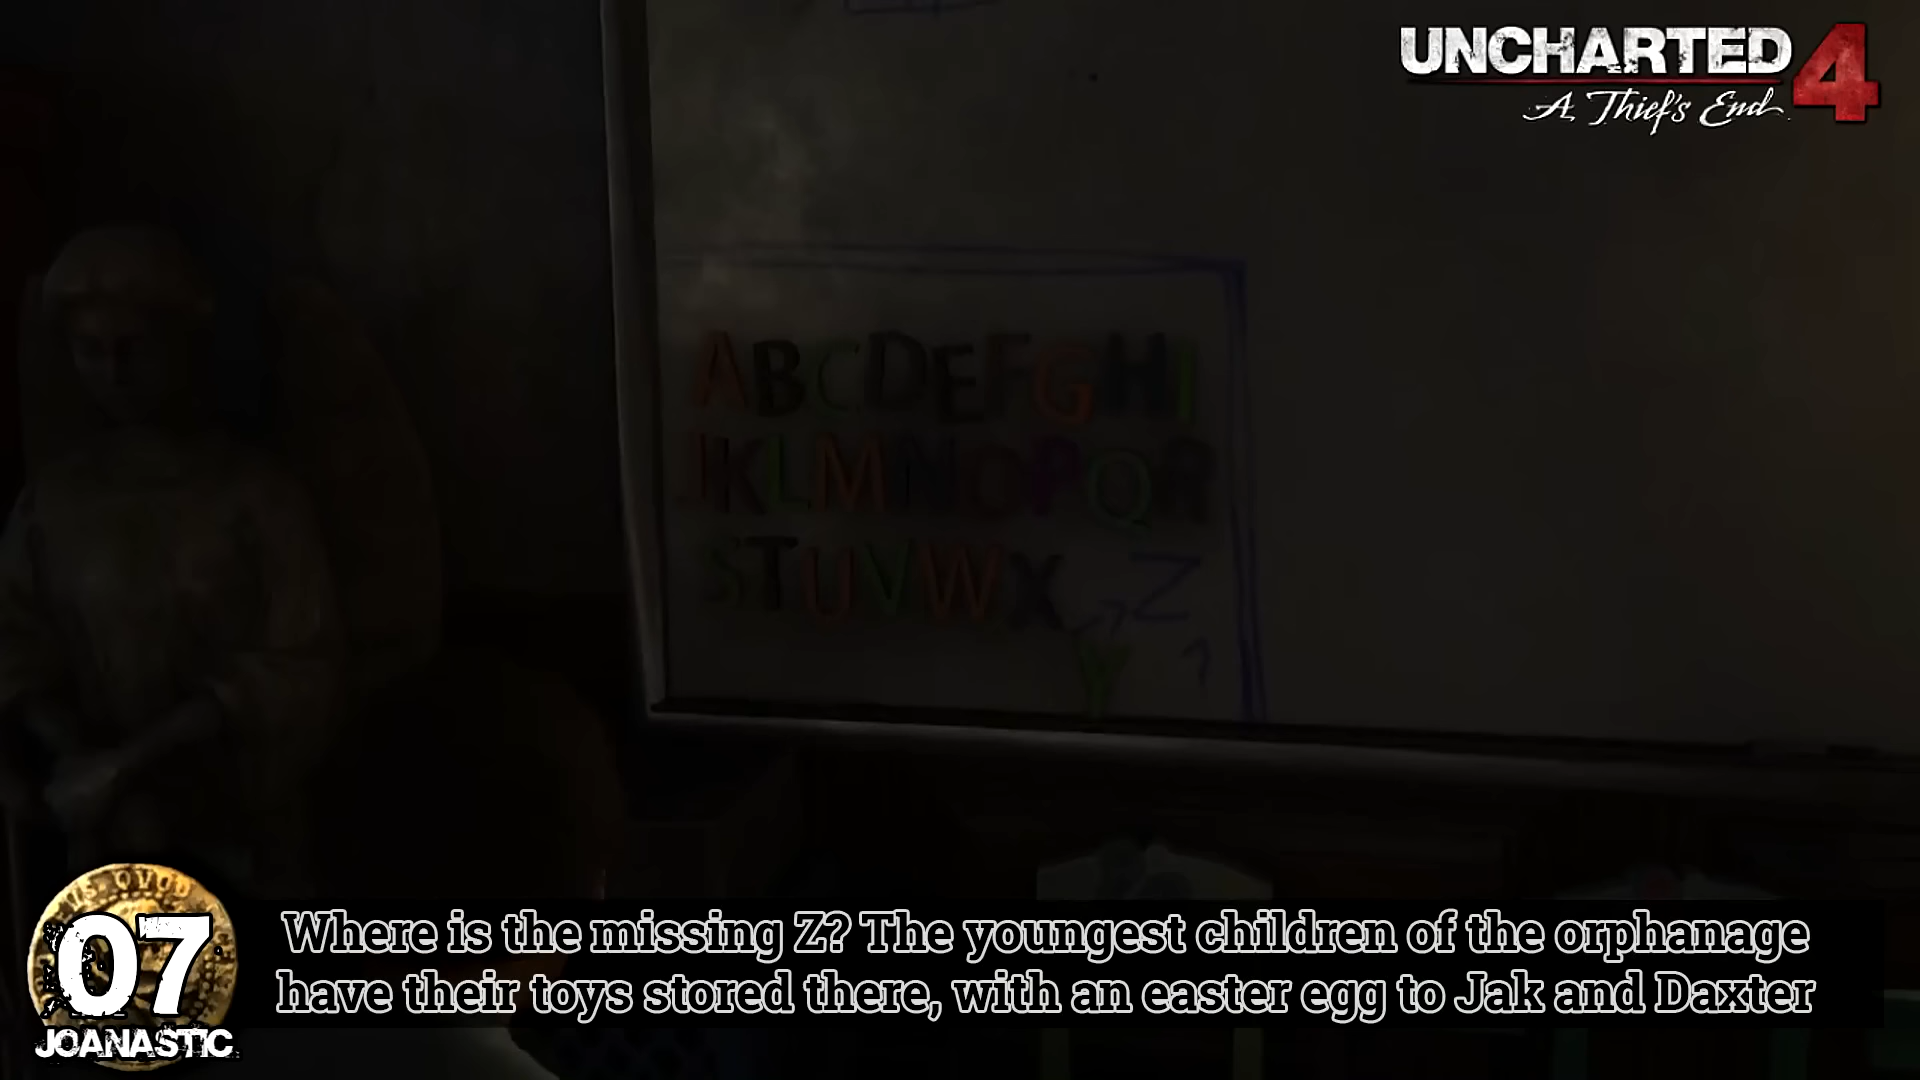 UNCHARTED 4
A Thief's End
ABCDEFGHI
JKLMNOPQR
STUVWX Z
Y ?
07
JOANASTIC
Where is the missing Z? The youngest children of the orphanage
have their toys stored there, with an easter egg to Jak and Daxter